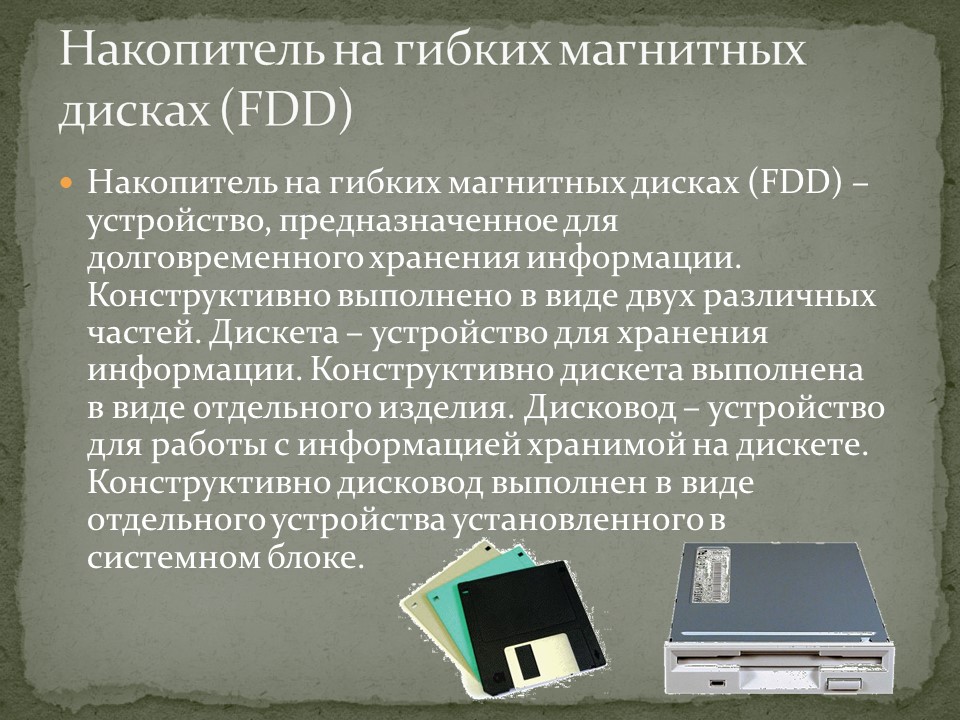 Накопитель на гибких магнитных
дисках (FDD)
• Накопитель на гибких магнитных дисках (FDD) –
устройство, предназначенное для
долговременного хранения информации.
Конструктивно выполнено в виде двух различных
частей. Дискета – устройство для хранения
информации. Конструктивно дискета выполнена
в виде отдельного изделия. Дисковод – устройство
для работы с информацией хранимой на дискете.
Конструктивно дисковод выполнен в виде
отдельного устройства установленного в
системном блоке.